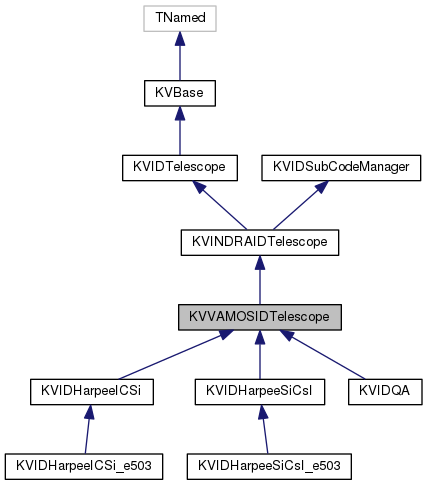 TNamed
KVBase
KVIDTelescope
KVIDSubCodeManager
KVINDRAIDTelescope
KVVAMOSIDTelescope
KVIDHarpeeICSi
KVIDHarpeeSiCsI
KVIDQA
KVIDHarpeeICSi_e503
KVIDHarpeeSiCsI_e503